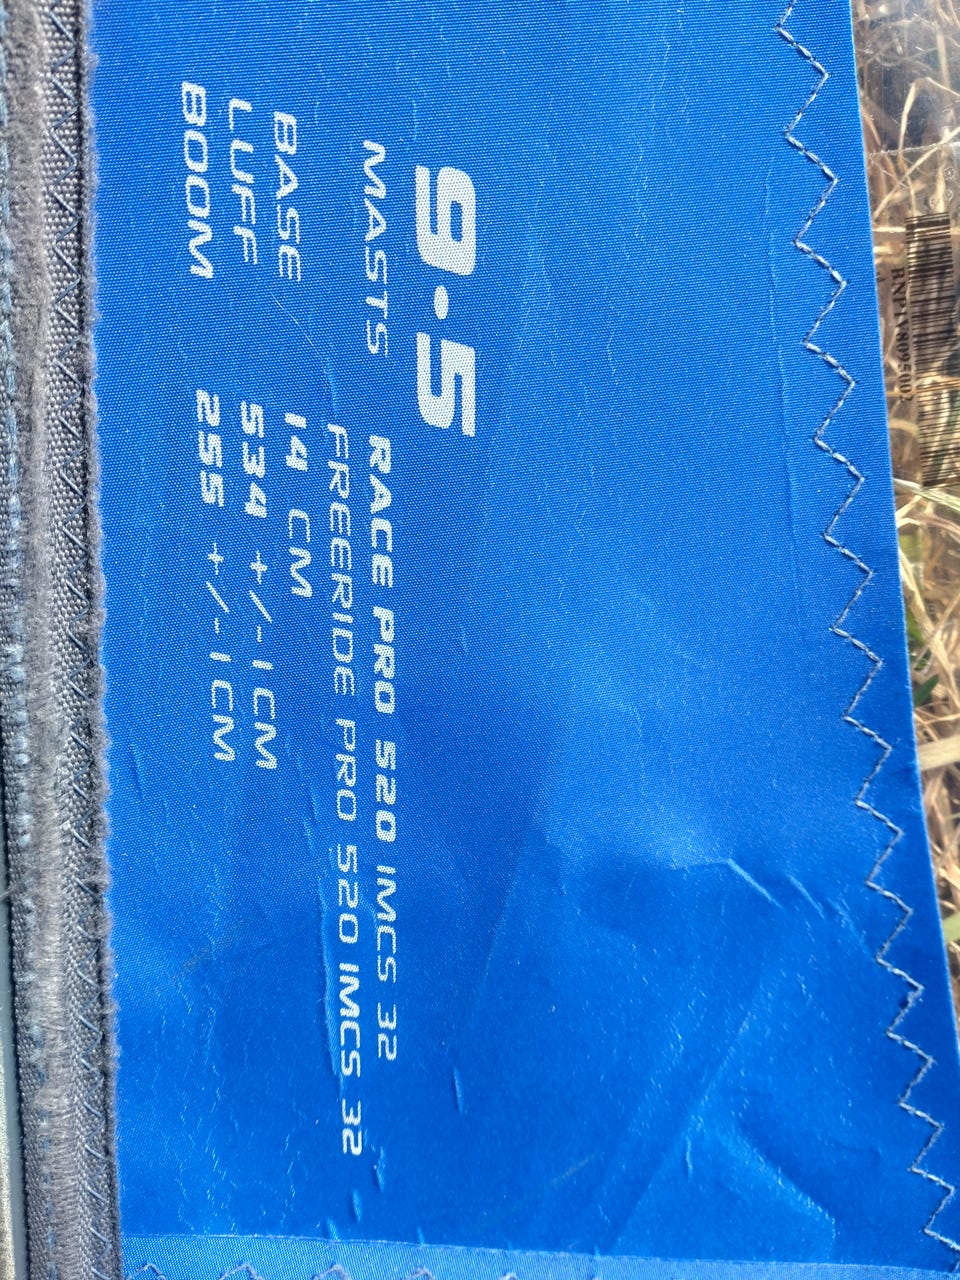 9.5
MASTS RACE PRO 520 IMCS 32
FREERIDE PRO 520 IMCS 32
BASE 14 CM
LUFF 534 +/- 1 CM
BOOM 255 +/- 1 CM